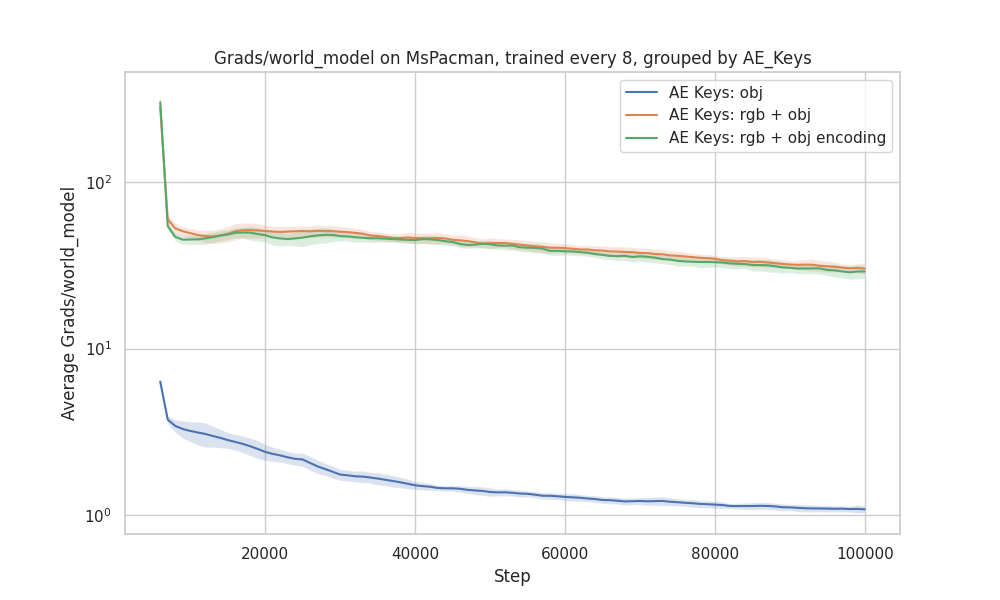 Grads/world_model on MsPacman, trained every 8, grouped by AE_Keys
AE Keys: obj
AE Keys: rgb + obj
AE Keys: rgb + obj encoding
Average Grads/world_model
10²
10¹
10⁰
20000
40000
60000
80000
100000
Step